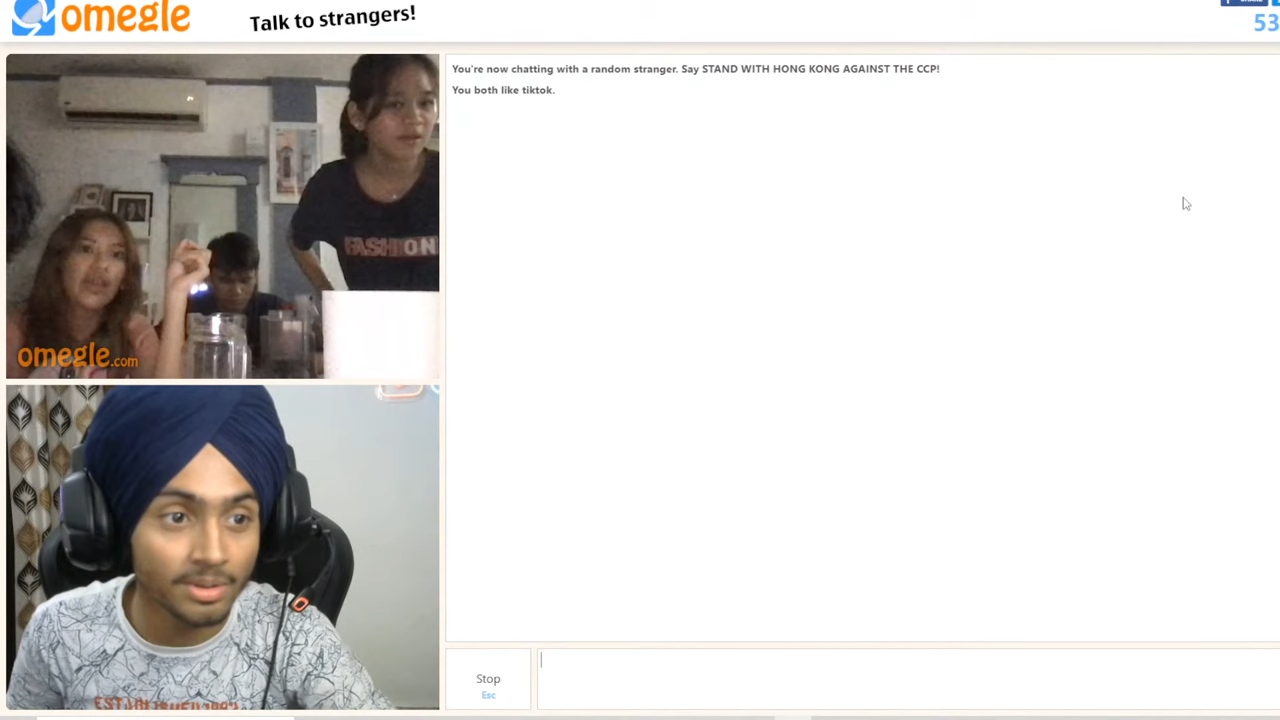 omegle
Talk to strangers!
53
You're now chatting with a random stranger. Say STAND WITH HONG KONG AGAINST THE CCP!
You both like tiktok.
FASHION
omegle.com
Stop
Esc